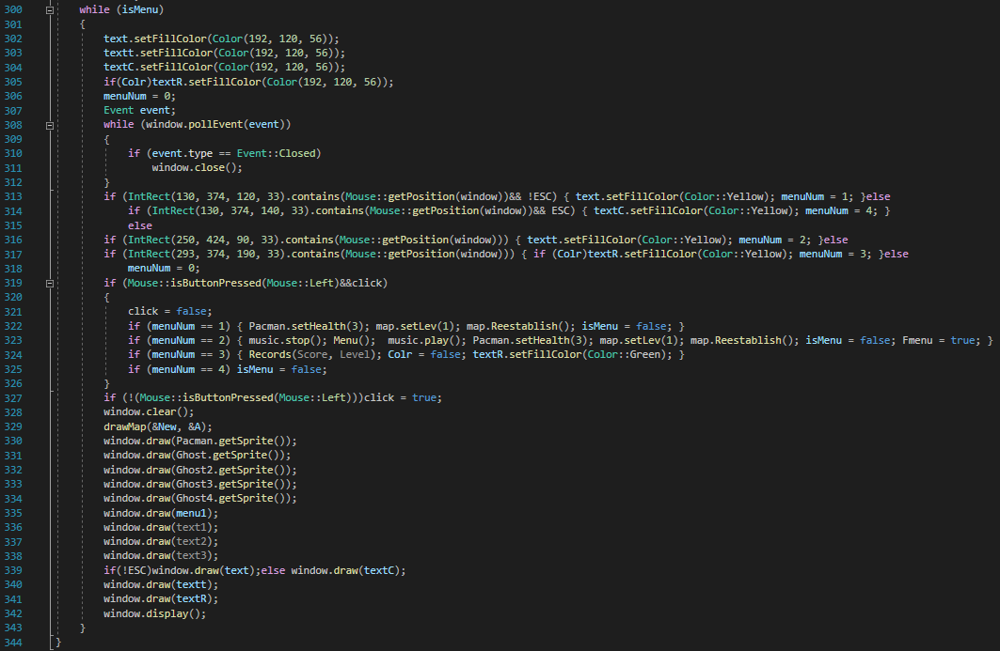 300 while (isMenu)
301 {
302 text.setFillColor(Color(192, 120, 56));
303 textt.setFillColor(Color(192, 120, 56));
304 textC.setFillColor(Color(192, 120, 56));
305 if(Colr)textR.setFillColor(Color(192, 120, 56));
306 menuNum = 0;
307 Event event;
308 while (window.pollEvent(event))
309 {
310 if (event.type == Event::Closed)
311 window.close();
312 }
313 if (IntRect(130, 374, 120, 33).contains(Mouse::getPosition(window))&& !ESC) { text.setFillColor(Color::Yellow); menuNum = 1; }else
314 if (IntRect(130, 374, 140, 33).contains(Mouse::getPosition(window))&& ESC) { textC.setFillColor(Color::Yellow); menuNum = 4; }
315 else
316 if (IntRect(250, 424, 90, 33).contains(Mouse::getPosition(window))) { textt.setFillColor(Color::Yellow); menuNum = 2; }else
317 if (IntRect(293, 374, 190, 33).contains(Mouse::getPosition(window))) { if (Colr)textR.setFillColor(Color::Yellow); menuNum = 3; }else
318 menuNum = 0;
319 if (Mouse::isButtonPressed(Mouse::Left)&&click)
320 {
321 click = false;
322 if (menuNum == 1) { Pacman.setHealth(3); map.setLev(1); map.Reestablish(); isMenu = false; }
323 if (menuNum == 2) { music.stop(); Menu();  music.play(); Pacman.setHealth(3); map.setLev(1); map.Reestablish(); isMenu = false; Fmenu = true; }
324 if (menuNum == 3) { Records(Score, Level); Colr = false; textR.setFillColor(Color::Green); }
325 if (menuNum == 4) isMenu = false;
326 }
327 if (!(Mouse::isButtonPressed(Mouse::Left)))click = true;
328 window.clear();
329 drawMap(&New, &A);
330 window.draw(Pacman.getSprite());
331 window.draw(Ghost.getSprite());
332 window.draw(Ghost2.getSprite());
333 window.draw(Ghost3.getSprite());
334 window.draw(Ghost4.getSprite());
335 window.draw(menu1);
336 window.draw(text1);
337 window.draw(text2);
338 window.draw(text3);
339 if(!ESC)window.draw(text);else window.draw(textC);
340 window.draw(textt);
341 window.draw(textR);
342 window.display();
343 }
344 }